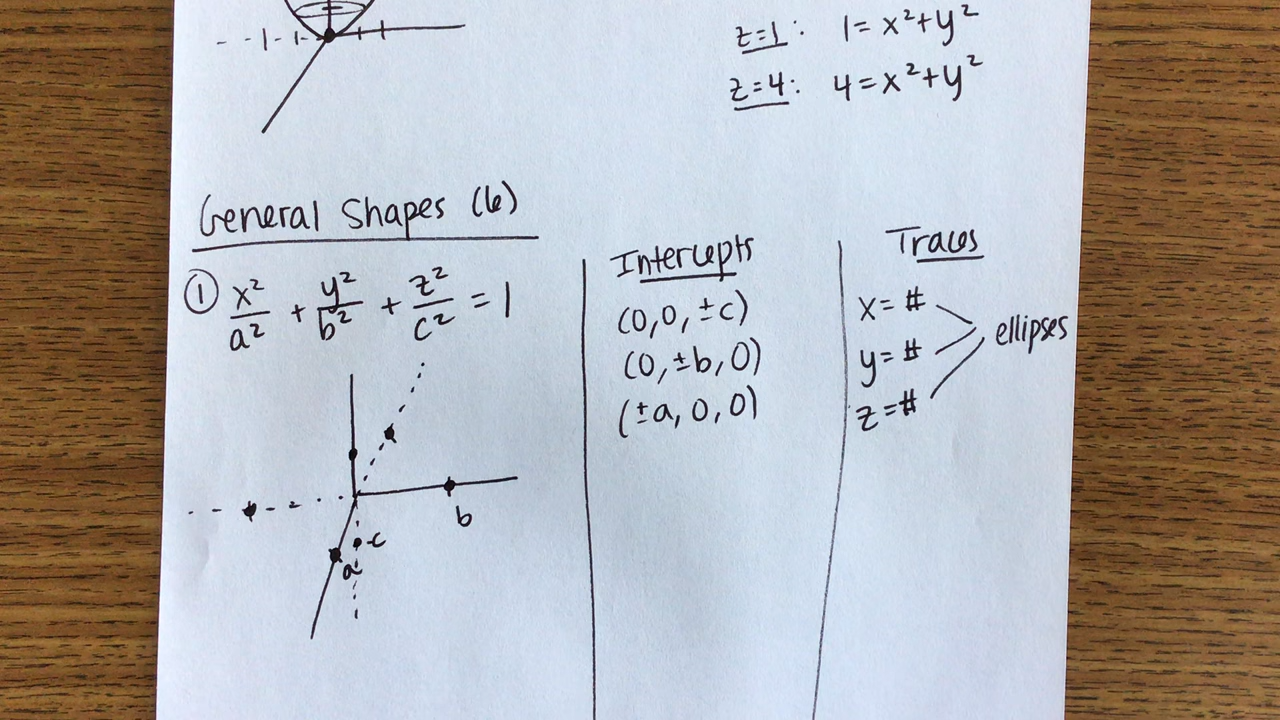 z=1: 1=x²+y²
z=4: 4=x²+y²
General Shapes (6)
① x²/a² + y²/b² + z²/c² = 1
b
-c
a
Intercepts
(0,0,±c)
(0,±b,0)
(±a,0,0)
Traces
x=#
y=#
z=#
ellipses